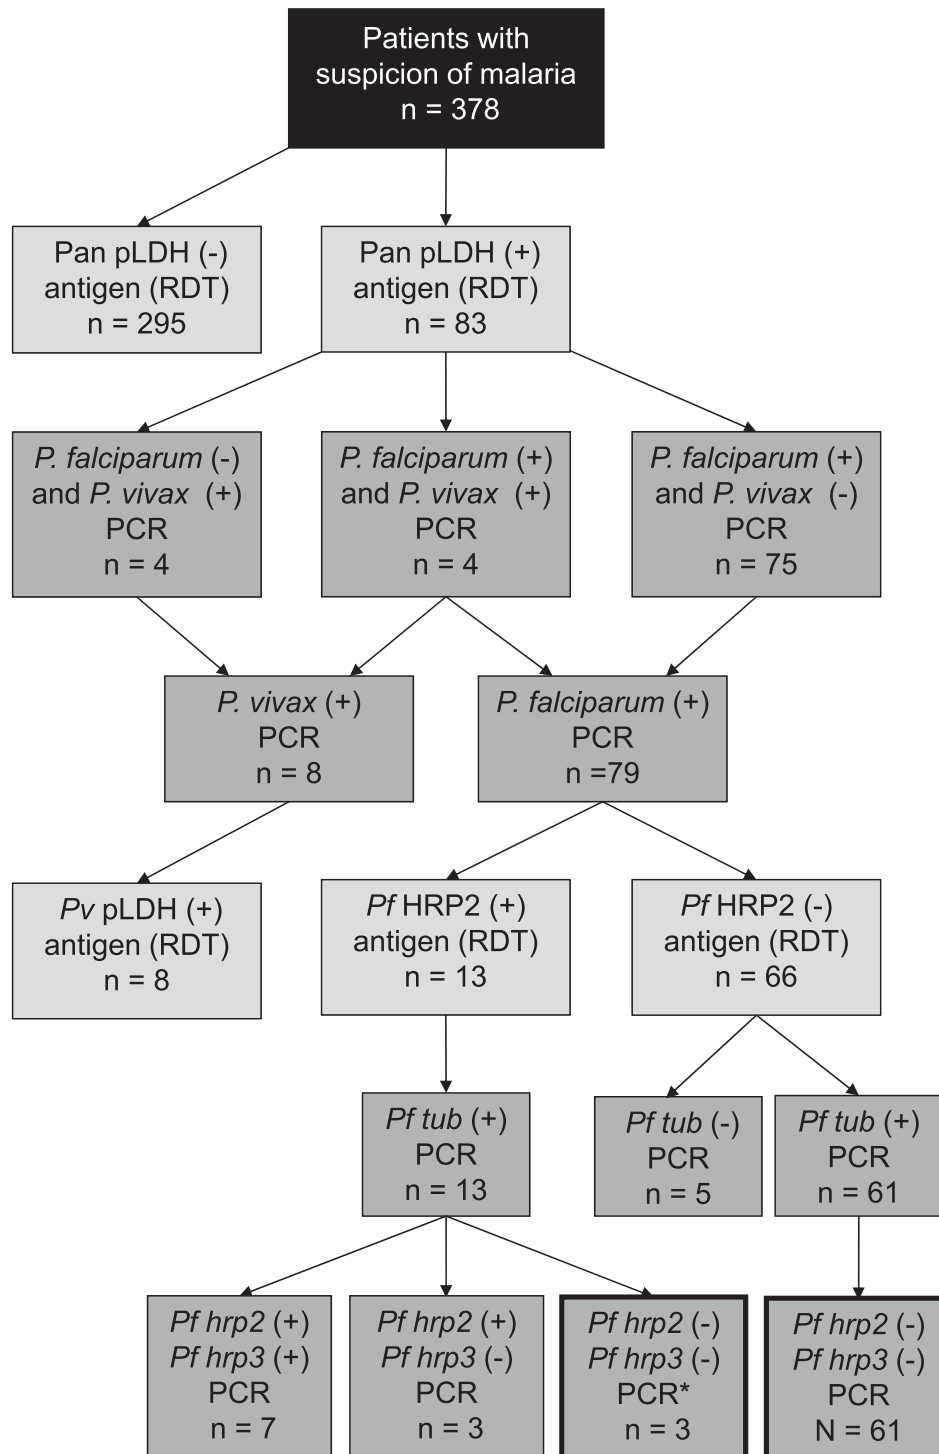 Patients with
suspicion of malaria
n = 378
Pan pLDH (-)
antigen (RDT)
n = 295
Pan pLDH (+)
antigen (RDT)
n = 83
P. falciparum (-)
and P. vivax (+)
PCR
n = 4
P. falciparum (+)
and P. vivax (+)
PCR
n = 4
P. falciparum (+)
and P. vivax (-)
PCR
n = 75
P. vivax (+)
PCR
n = 8
P. falciparum (+)
PCR
n =79
Pv pLDH (+)
antigen (RDT)
n = 8
Pf HRP2 (+)
antigen (RDT)
n = 13
Pf HRP2 (-)
antigen (RDT)
n = 66
Pf tub (+)
PCR
n = 13
Pf tub (-)
PCR
n = 5
Pf tub (+)
PCR
n = 61
Pf hrp2 (+)
Pf hrp3 (+)
PCR
n = 7
Pf hrp2 (+)
Pf hrp3 (-)
PCR
n = 3
Pf hrp2 (-)
Pf hrp3 (-)
PCR*
n = 3
Pf hrp2 (-)
Pf hrp3 (-)
PCR
N = 61